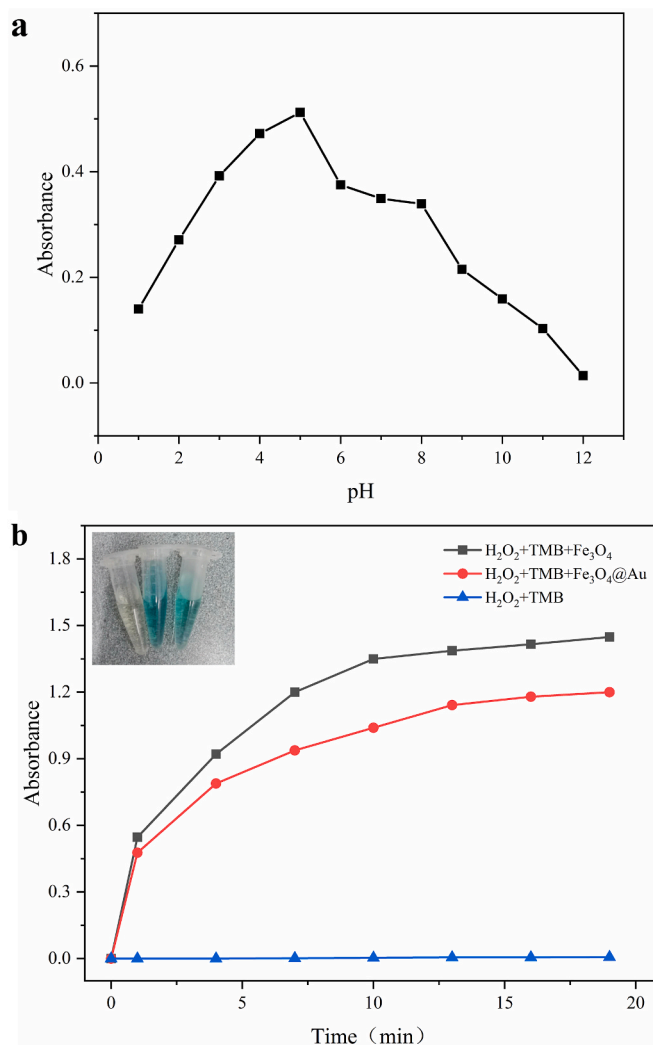 a
0.6
0.4
0.2
0.0
Absorbance
0 2 4 6 8 10 12
pH
b
1.8
1.5
1.2
0.9
0.6
0.3
0.0
Absorbance
H₂O₂+TMB+Fe₃O₄
H₂O₂+TMB+Fe₃O₄@Au
H₂O₂+TMB
0 5 10 15 20
Time（min）